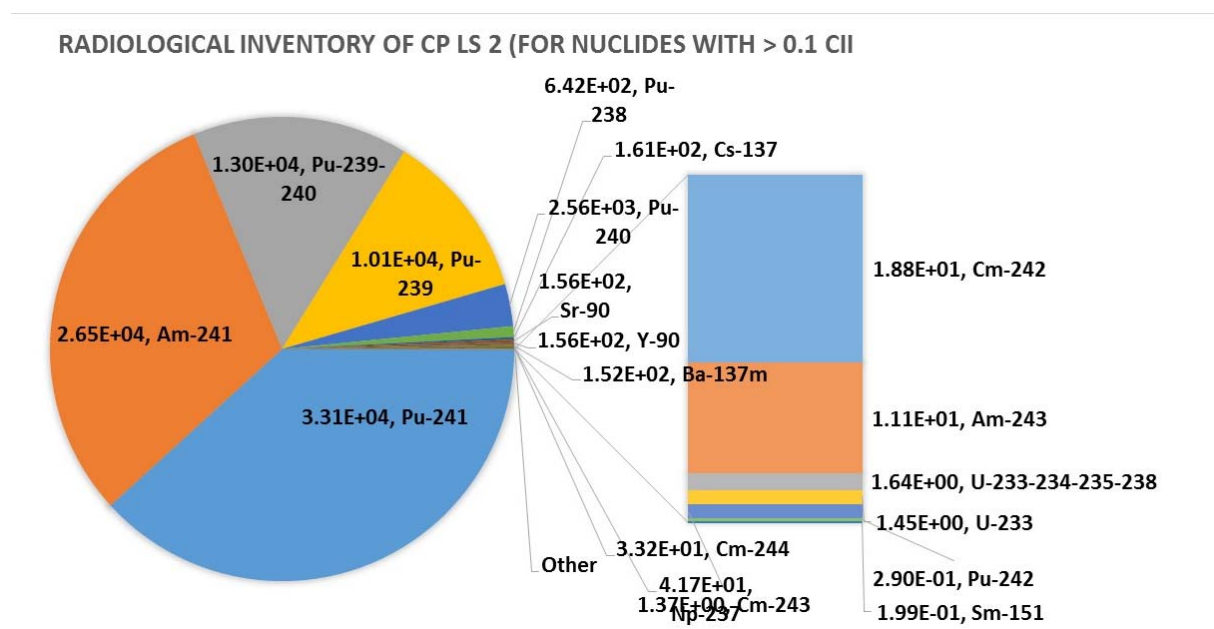 RADIOLOGICAL INVENTORY OF CP LS 2 (FOR NUCLIDES WITH > 0.1 CII
6.42E+02, Pu-
238
1.61E+02, Cs-137
2.56E+03, Pu-
240
1.56E+02,
Sr-90
1.56E+02, Y-90
1.52E+02, Ba-137m
1.30E+04, Pu-239-
240
1.01E+04, Pu-
239
2.65E+04, Am-241
3.31E+04, Pu-241
Other
3.32E+01, Cm-244
4.17E+01,
Np-237
1.37E+00, Cm-243
1.88E+01, Cm-242
1.11E+01, Am-243
1.64E+00, U-233-234-235-238
1.45E+00, U-233
2.90E-01, Pu-242
1.99E-01, Sm-151